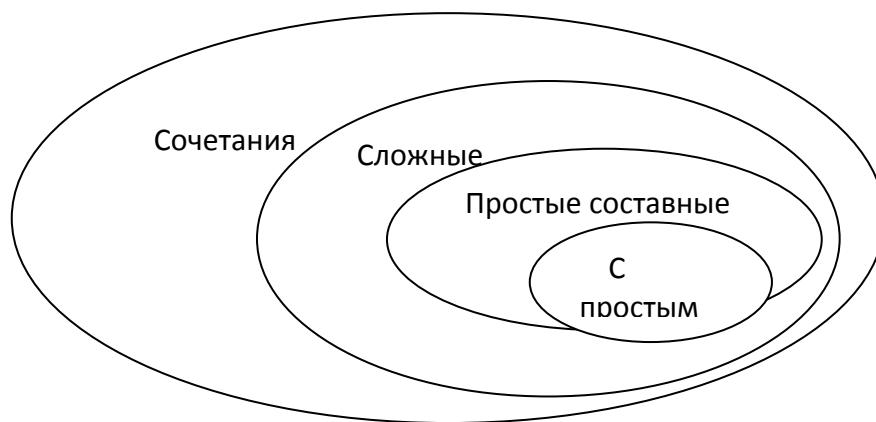 Сочетания
Сложные
Простые составные
С
простым